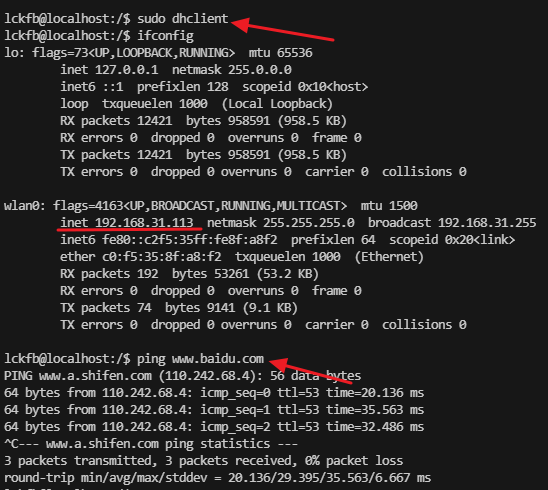 lckfb@localhost:/$ sudo dhclient
lckfb@localhost:/$ ifconfig
lo: flags=73<UP,LOOPBACK,RUNNING>  mtu 65536
        inet 127.0.0.1  netmask 255.0.0.0
        inet6 ::1  prefixlen 128  scopeid 0x10<host>
        loop  txqueuelen 1000  (Local Loopback)
        RX packets 12421  bytes 958591 (958.5 KB)
        RX errors 0  dropped 0  overruns 0  frame 0
        TX packets 12421  bytes 958591 (958.5 KB)
        TX errors 0  dropped 0 overruns 0  carrier 0  collisions 0

wlan0: flags=4163<UP,BROADCAST,RUNNING,MULTICAST>  mtu 1500
        inet 192.168.31.113  netmask 255.255.255.0  broadcast 192.168.31.255
        inet6 fe80::c2f5:35ff:fe8f:a8f2  prefixlen 64  scopeid 0x20<link>
        ether c0:f5:35:8f:a8:f2  txqueuelen 1000  (Ethernet)
        RX packets 192  bytes 53261 (53.2 KB)
        RX errors 0  dropped 0  overruns 0  frame 0
        TX packets 74  bytes 9141 (9.1 KB)
        TX errors 0  dropped 0 overruns 0  carrier 0  collisions 0

lckfb@localhost:/$ ping www.baidu.com
PING www.a.shifen.com (110.242.68.4): 56 data bytes
64 bytes from 110.242.68.4: icmp_seq=0 ttl=53 time=20.136 ms
64 bytes from 110.242.68.4: icmp_seq=1 ttl=53 time=35.563 ms
64 bytes from 110.242.68.4: icmp_seq=2 ttl=53 time=32.486 ms
^C--- www.a.shifen.com ping statistics ---
3 packets transmitted, 3 packets received, 0% packet loss
round-trip min/avg/max/stddev = 20.136/29.395/35.563/6.667 ms